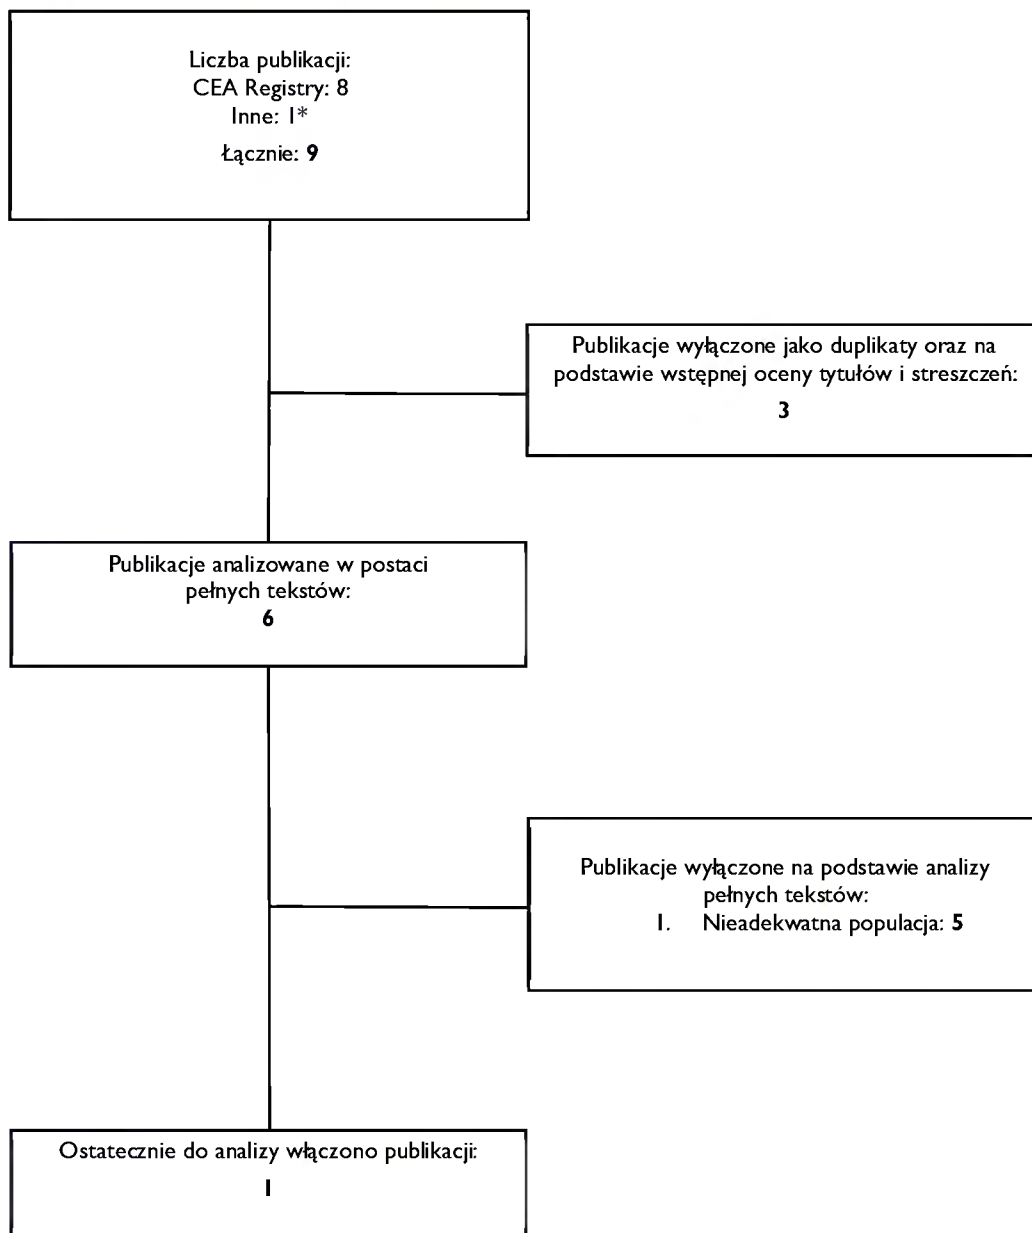 Liczba publikacji:
CEA Registry: 8
Inne: 1*
Łącznie: 9
Publikacje wyłączone jako duplikaty oraz na
podstawie wstępnej oceny tytułów i streszczeń:
3
Publikacje analizowane w postaci
pełnych tekstów:
6
Publikacje wyłączone na podstawie analizy
pełnych tekstów:
1. Nieadekwatna populacja: 5
Ostatecznie do analizy włączono publikacji:
1